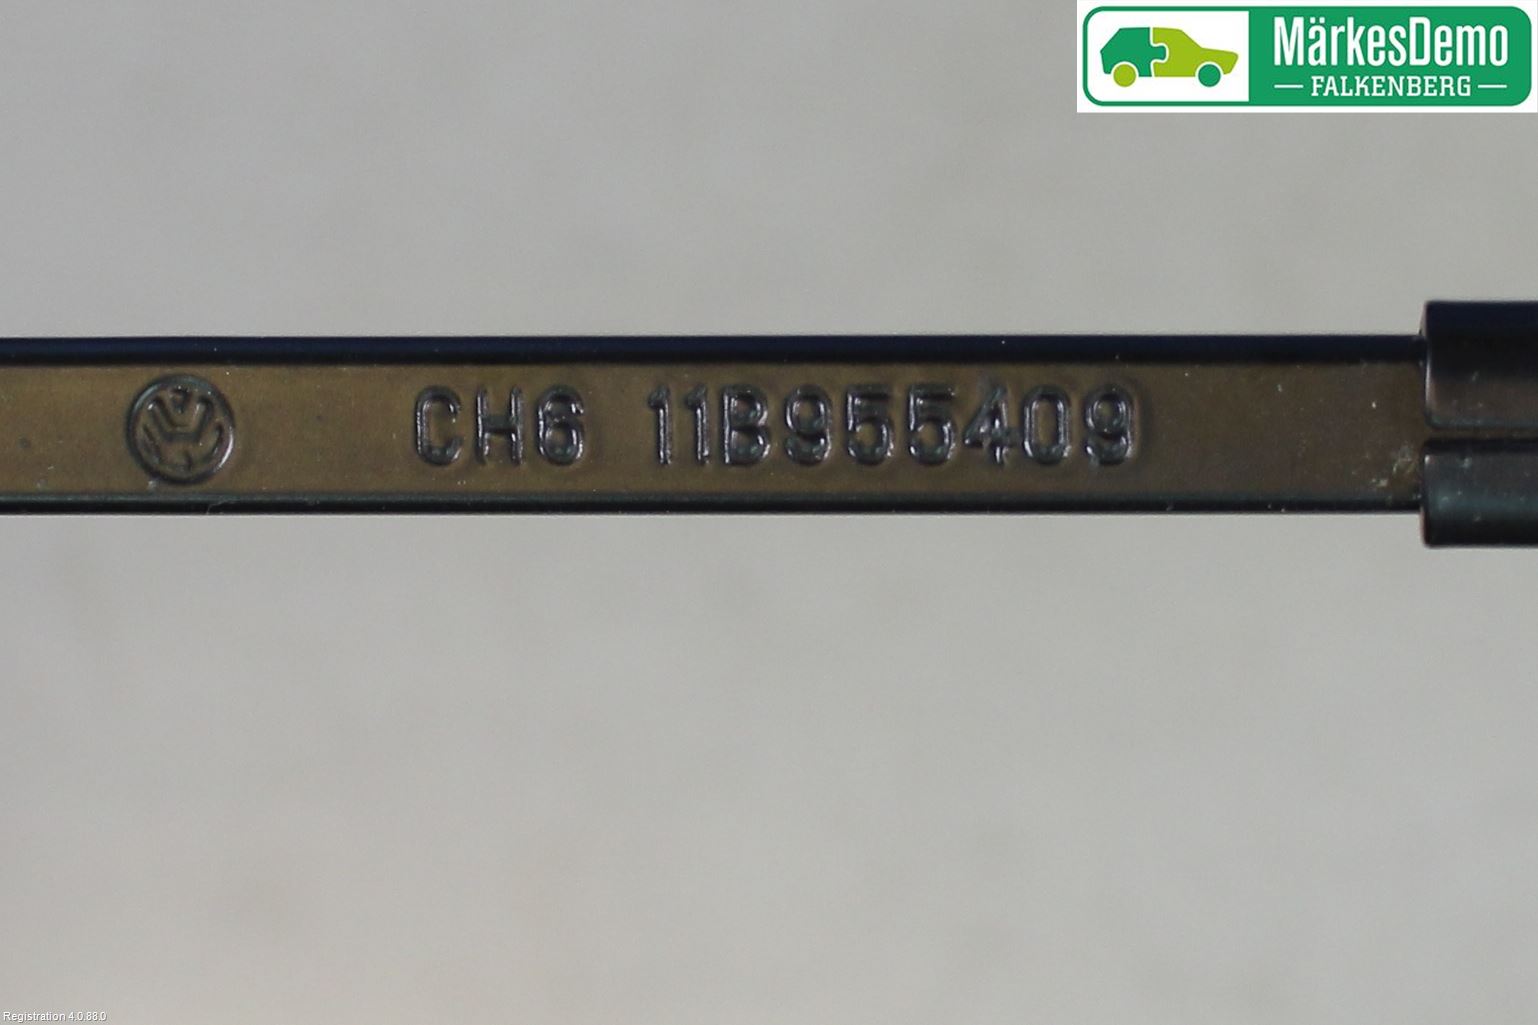 MärkesDemo
FALKENBERG
CH6 11B955409
Registration 4.0.88.0